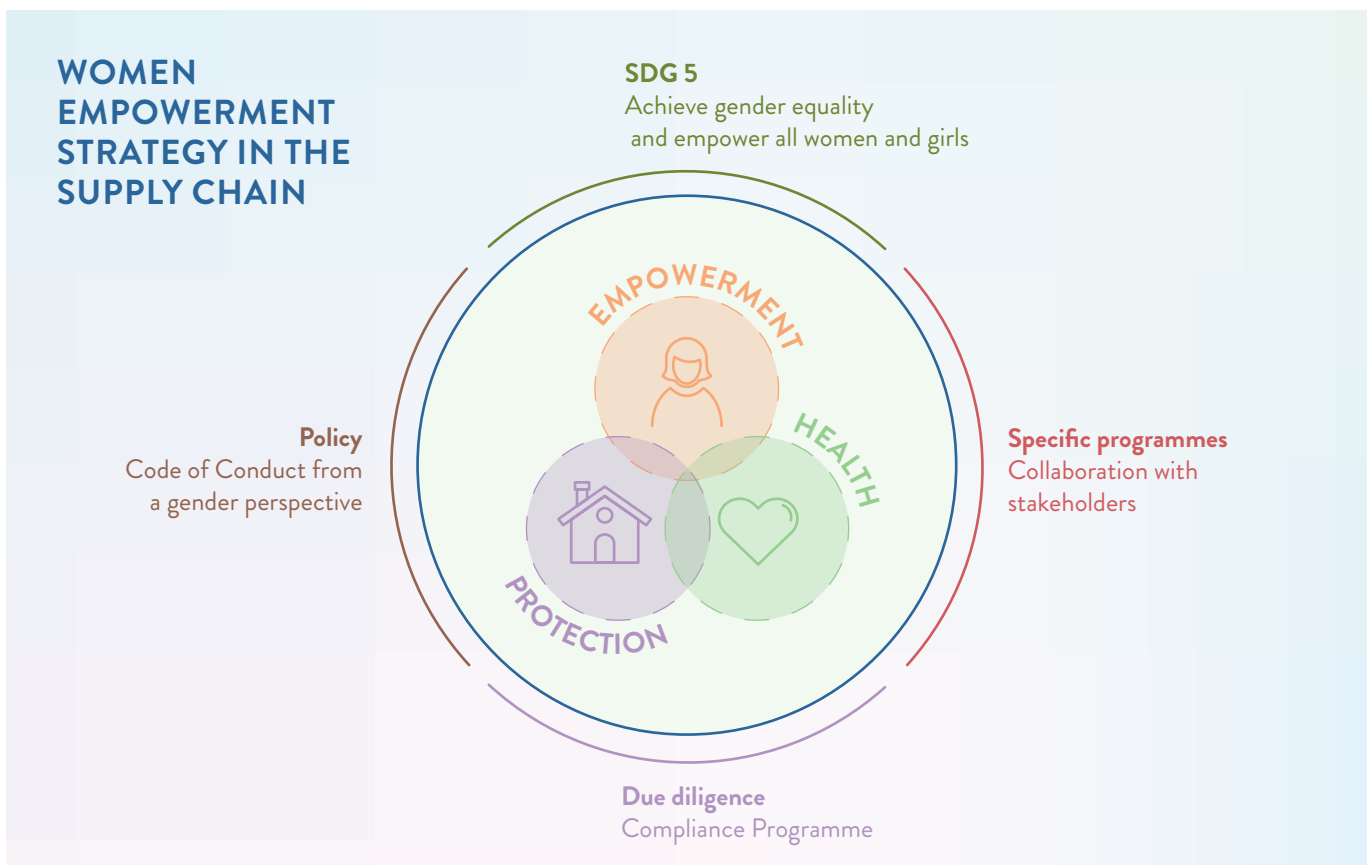 WOMEN
EMPOWERMENT
STRATEGY IN THE
SUPPLY CHAIN
SDG 5
Achieve gender equality
and empower all women and girls
EMPOWERMENT
HEALTH
PROTECTION
Policy
Code of Conduct from
a gender perspective
Specific programmes
Collaboration with
stakeholders
Due diligence
Compliance Programme